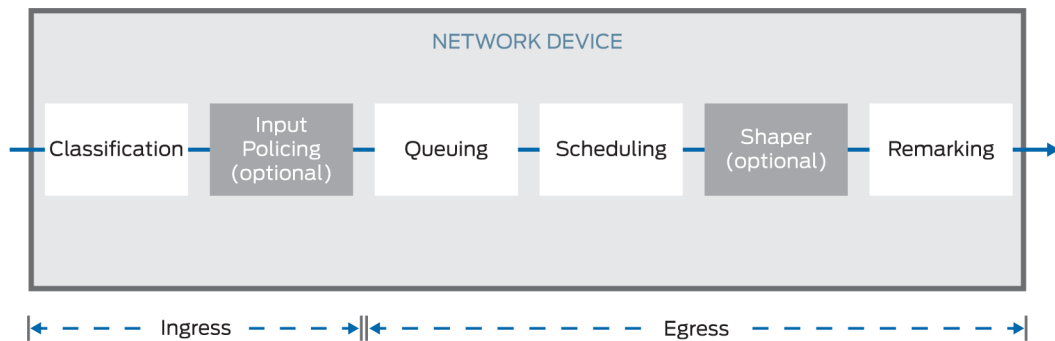 NETWORK DEVICE
Classification
Input
Policing
(optional)
Queuing
Scheduling
Shaper
(optional)
Remarking
Ingress
Egress